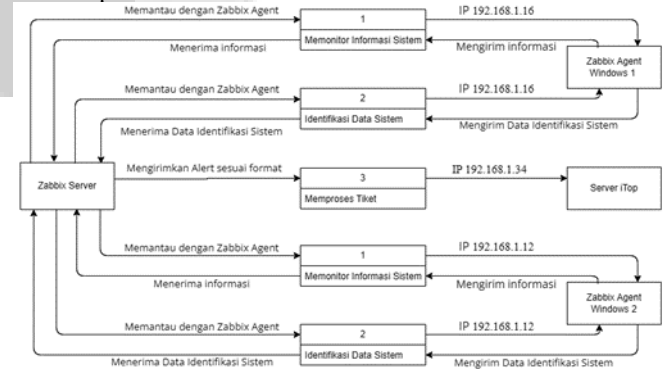 Memantau dengan Zabbix Agent
1
IP 192.168.1.16
Menerima informasi
Memonitor Informasi Sistem
Mengirim informasi
Zabbix Agent
Windows 1
Memantau dengan Zabbix Agent
2
IP 192.168.1.16
Menerima Data Identifikasi Sistem
Identifikasi Data Sistem
Mengirim Data Identifikasi Sistem
Zabbix Server
Mengirimkan Alert sesuai format
3
IP 192.168.1.34
Memproses Tiket
Server iTop
Memantau dengan Zabbix Agent
1
IP 192.168.1.12
Menerima informasi
Memonitor Informasi Sistem
Mengirim informasi
Zabbix Agent
Windows 2
Memantau dengan Zabbix Agent
2
IP 192.168.1.12
Menerima Data Identifikasi Sistem
Identifikasi Data Sistem
Mengirim Data Identifikasi Sistem